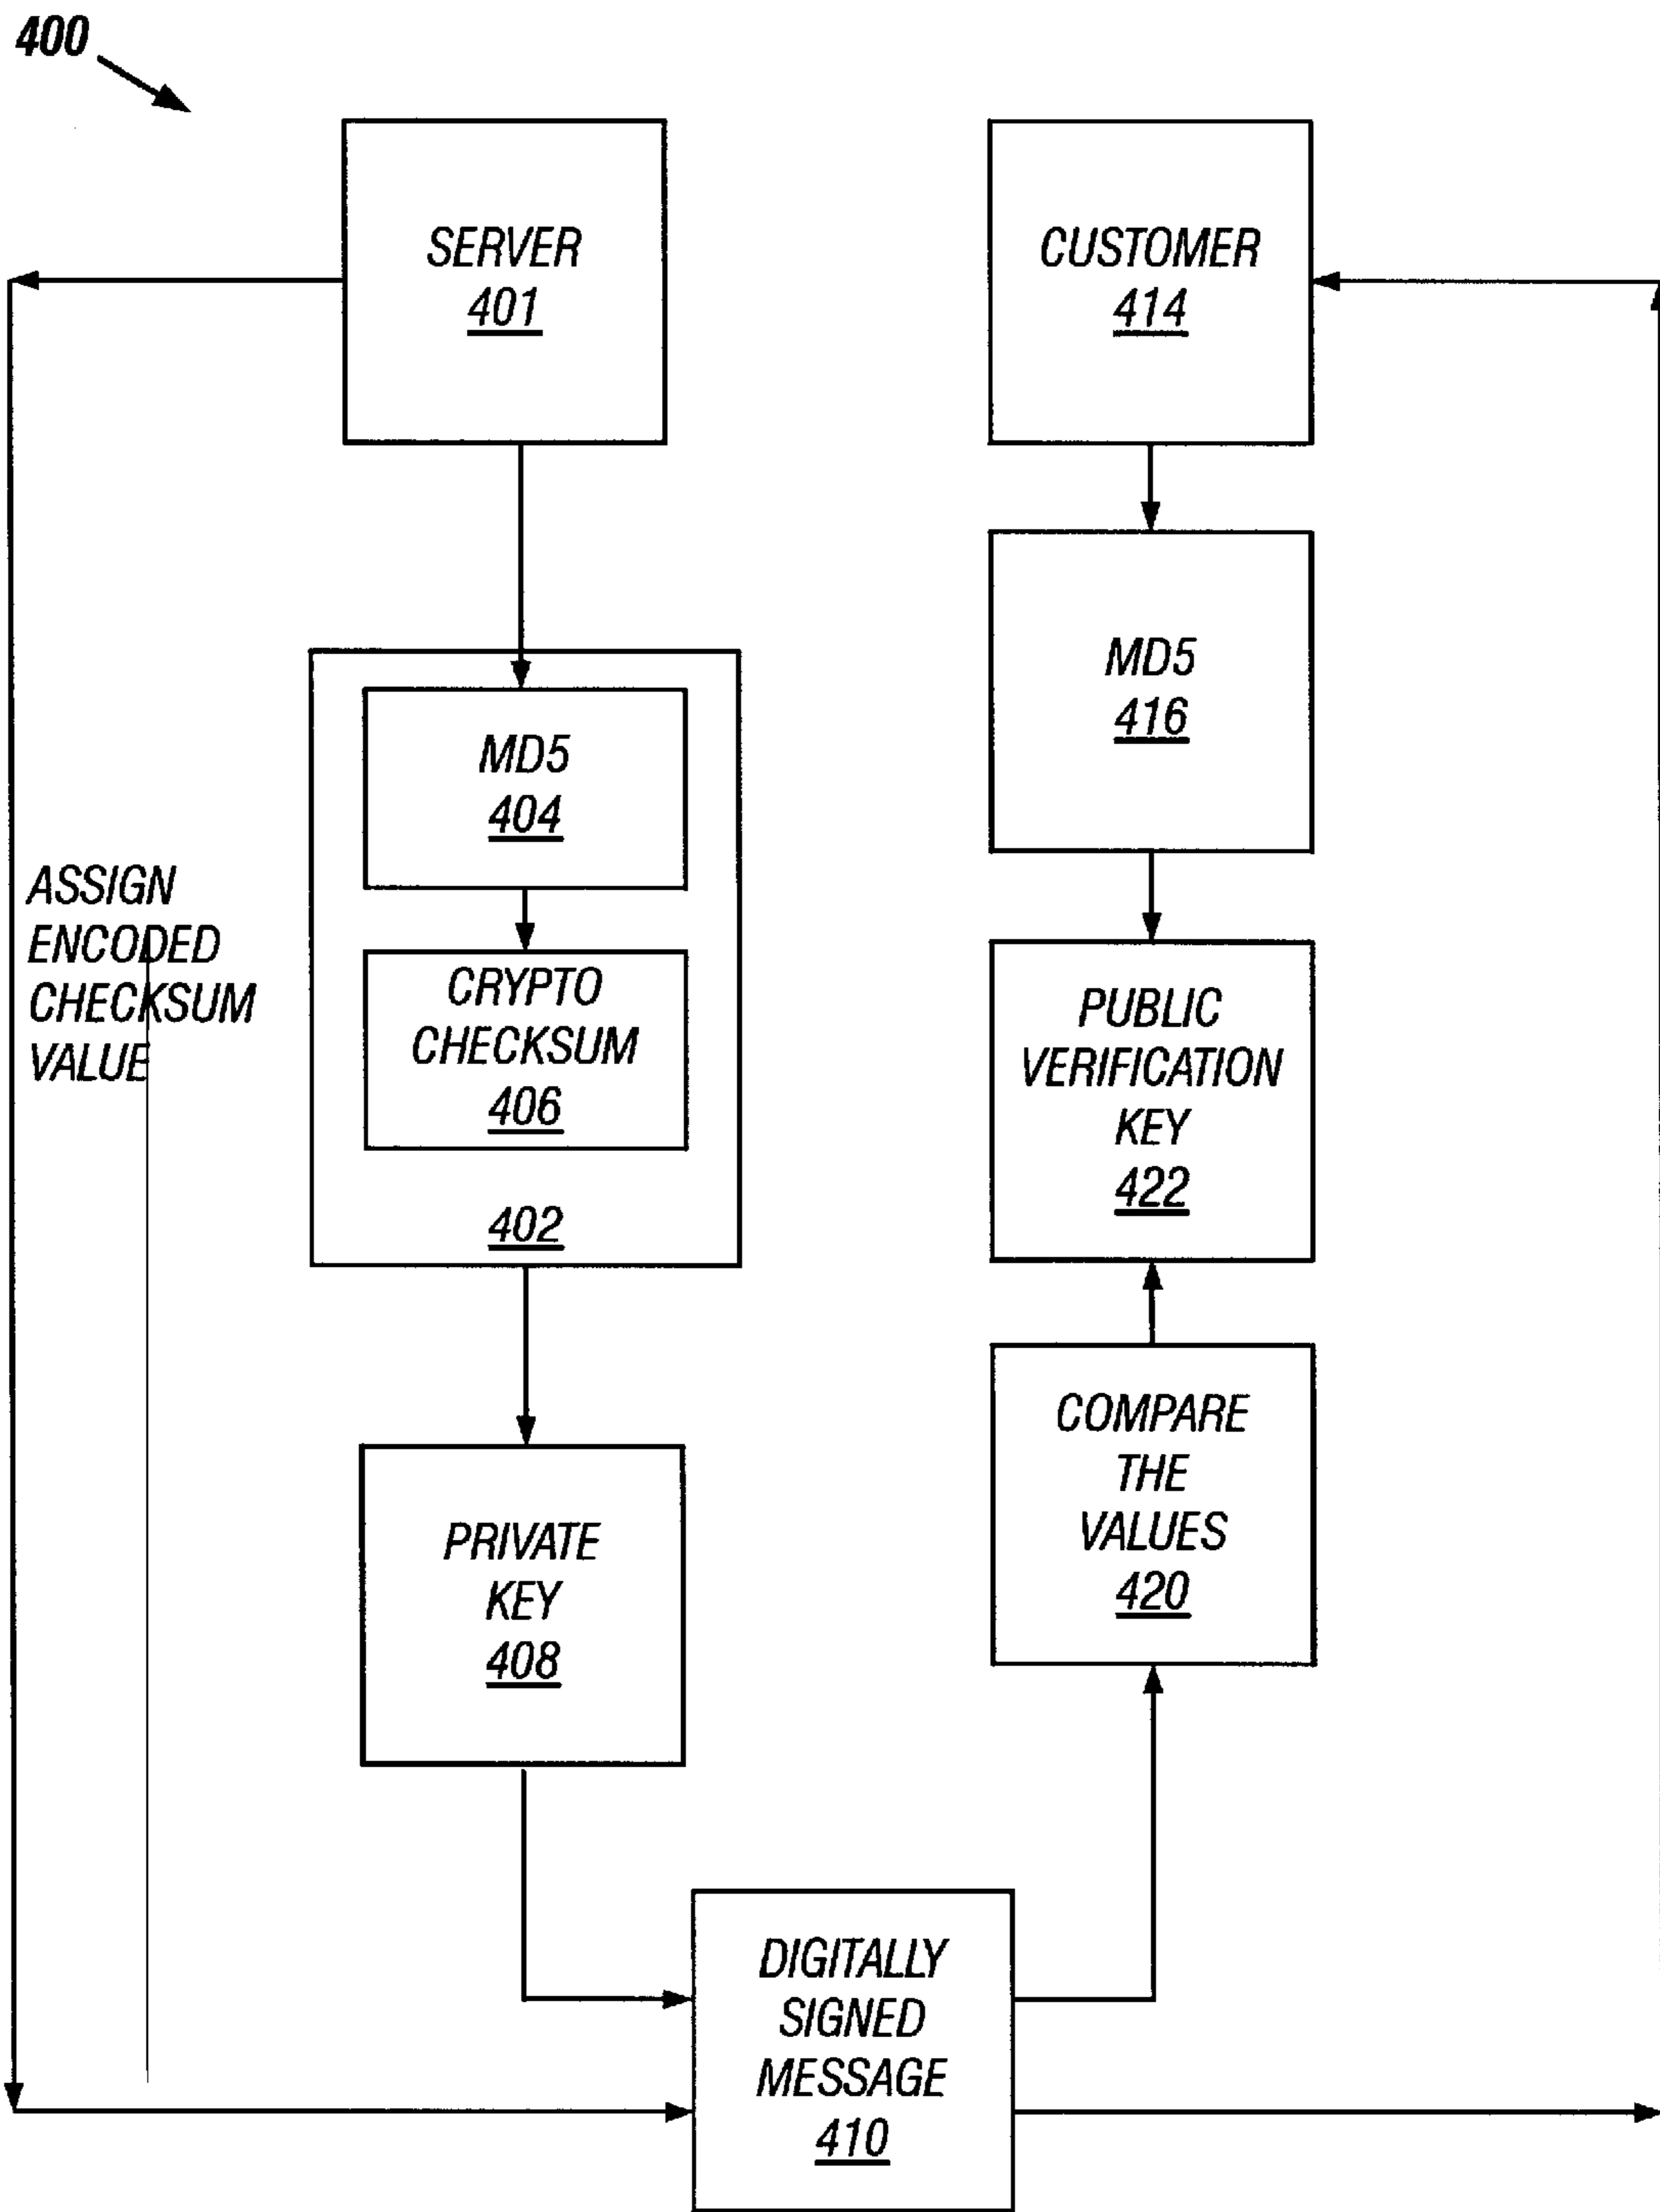 400
SERVER
401
CUSTOMER
414
MD5
404
MD5
416
ASSIGN
ENCODED
CHECKSUM
VALUE
CRYPTO
CHECKSUM
406
402
PUBLIC
VERIFICATION
KEY
422
PRIVATE
KEY
408
COMPARE
THE
VALUES
420
DIGITALLY
SIGNED
MESSAGE
410